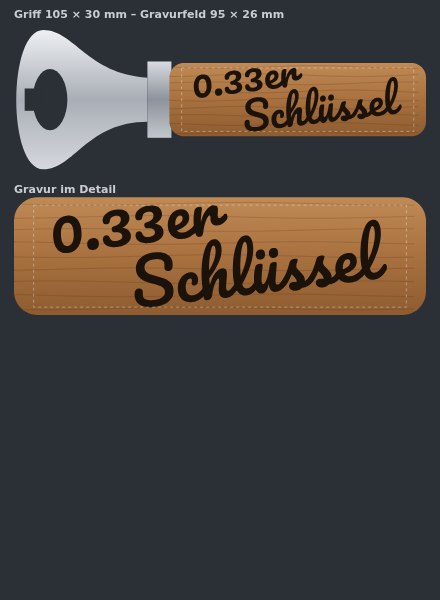 Griff 105 × 30 mm – Gravurfeld 95 × 26 mm
0.33er
Schlüssel
Gravur im Detail
0.33er
Schlüssel